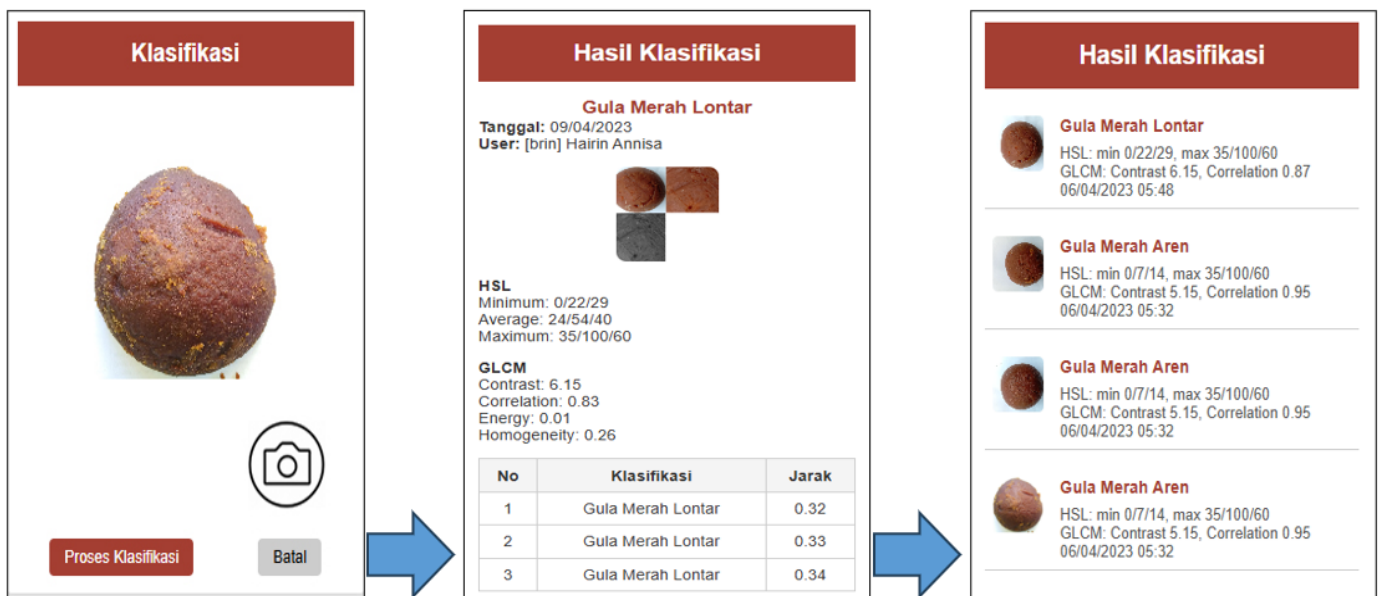 Klasifikasi
Proses Klasifikasi
Batal
Hasil Klasifikasi
Gula Merah Lontar
Tanggal: 09/04/2023
User: [brin] Hairin Annisa
HSL
Minimum: 0/22/29
Average: 24/54/40
Maximum: 35/100/60
GLCM
Contrast: 6.15
Correlation: 0.83
Energy: 0.01
Homogeneity: 0.26
No Klasifikasi Jarak
1 Gula Merah Lontar 0.32
2 Gula Merah Lontar 0.33
3 Gula Merah Lontar 0.34
Hasil Klasifikasi
Gula Merah Lontar
HSL: min 0/22/29, max 35/100/60
GLCM: Contrast 6.15, Correlation 0.87
06/04/2023 05:48
Gula Merah Aren
HSL: min 0/7/14, max 35/100/60
GLCM: Contrast 5.15, Correlation 0.95
06/04/2023 05:32
Gula Merah Aren
HSL: min 0/7/14, max 35/100/60
GLCM: Contrast 5.15, Correlation 0.95
06/04/2023 05:32
Gula Merah Aren
HSL: min 0/7/14, max 35/100/60
GLCM: Contrast 5.15, Correlation 0.95
06/04/2023 05:32